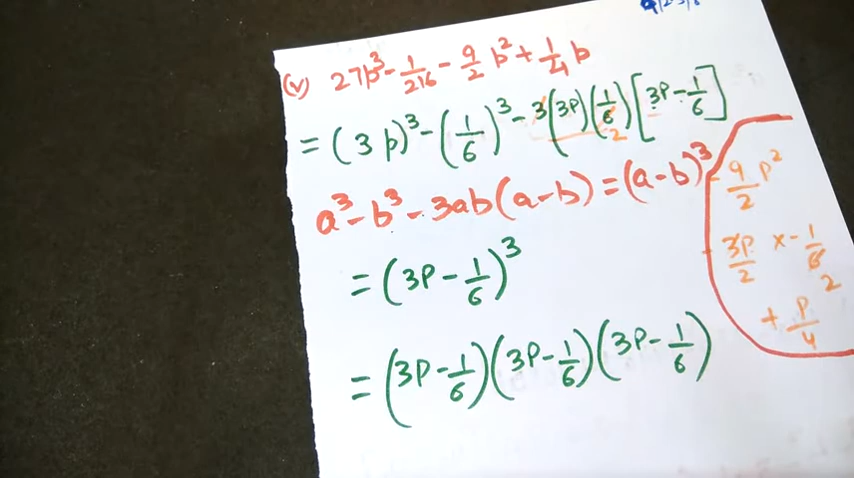 (v) 27p³ - 1/216 - 9/2 p² + 1/4 p
= (3p)³ - (1/6)³ - 3(3P)(1/6)[3P - 1/6]
a³ - b³ - 3ab(a - b) = (a - b)³
= (3P - 1/6)³
= (3P - 1/6)(3P - 1/6)(3P - 1/6)
- 9/2 P²
- 3P/2 × - 1/6
2
+ P/4